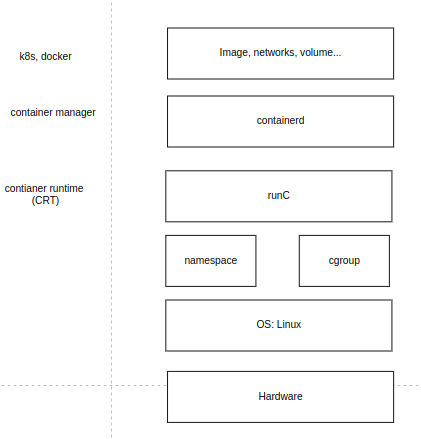 k8s, docker
Image, networks, volume...
container manager
containerd
contianer runtime
(CRT)
runC
namespace
cgroup
OS: Linux
Hardware